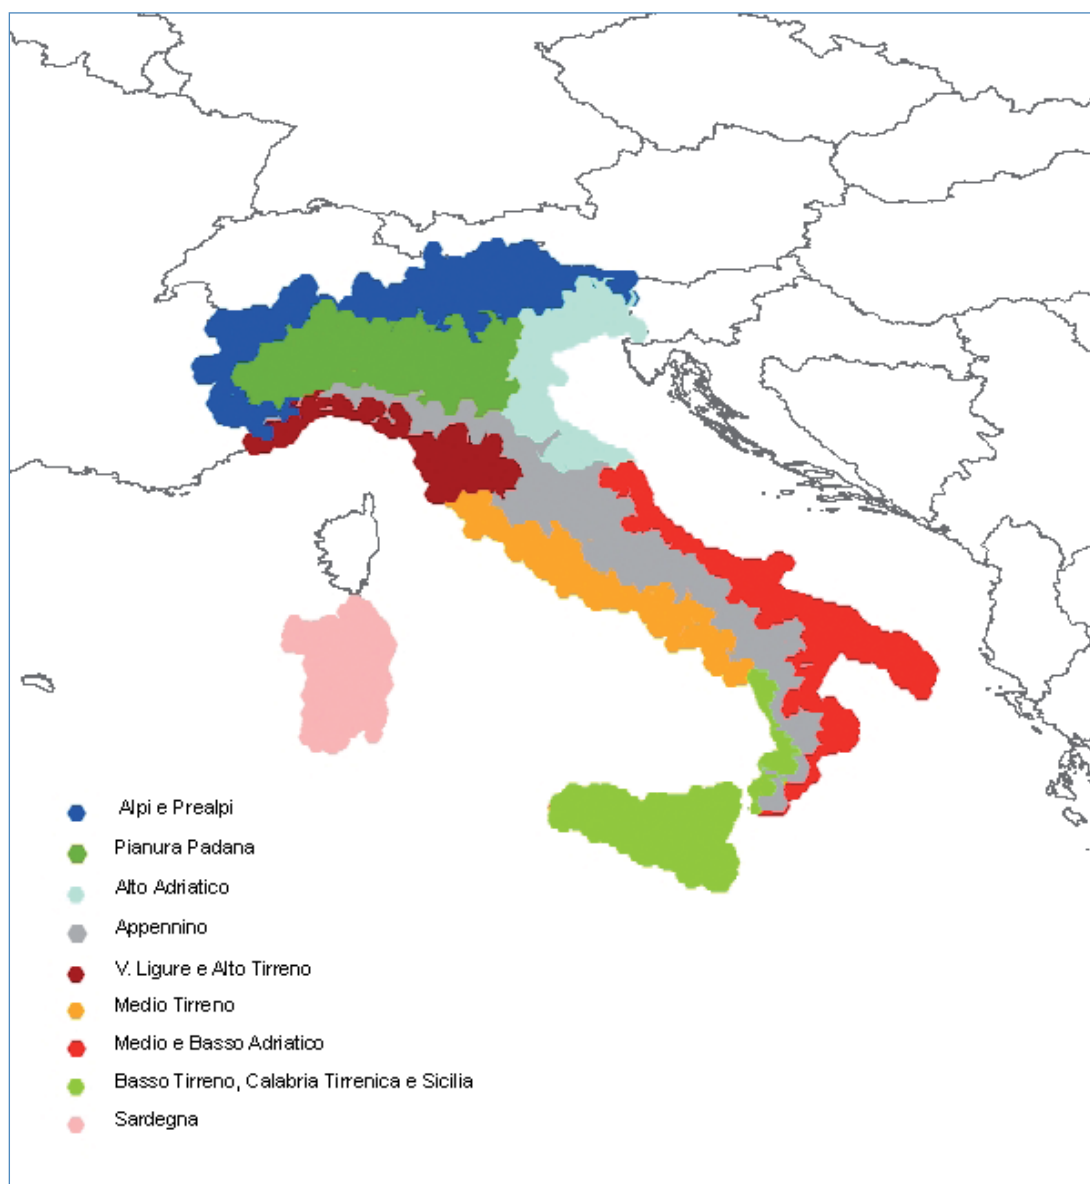 Alpi e Prealpi
Pianura Padana
Alto Adriatico
Appennino
V. Ligure e Alto Tirreno
Medio Tirreno
Medio e Basso Adriatico
Basso Tirreno, Calabria Tirrenica e Sicilia
Sardegna